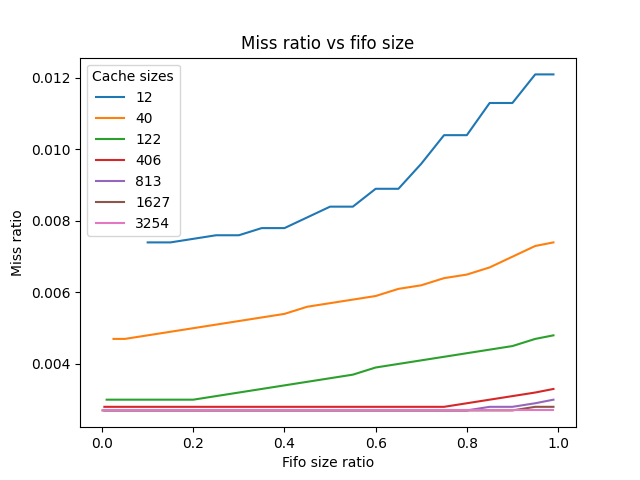 Miss ratio vs fifo size
Cache sizes
12
40
122
406
813
1627
3254
0.012
0.010
0.008
0.006
0.004
Miss ratio
0.0 0.2 0.4 0.6 0.8 1.0
Fifo size ratio